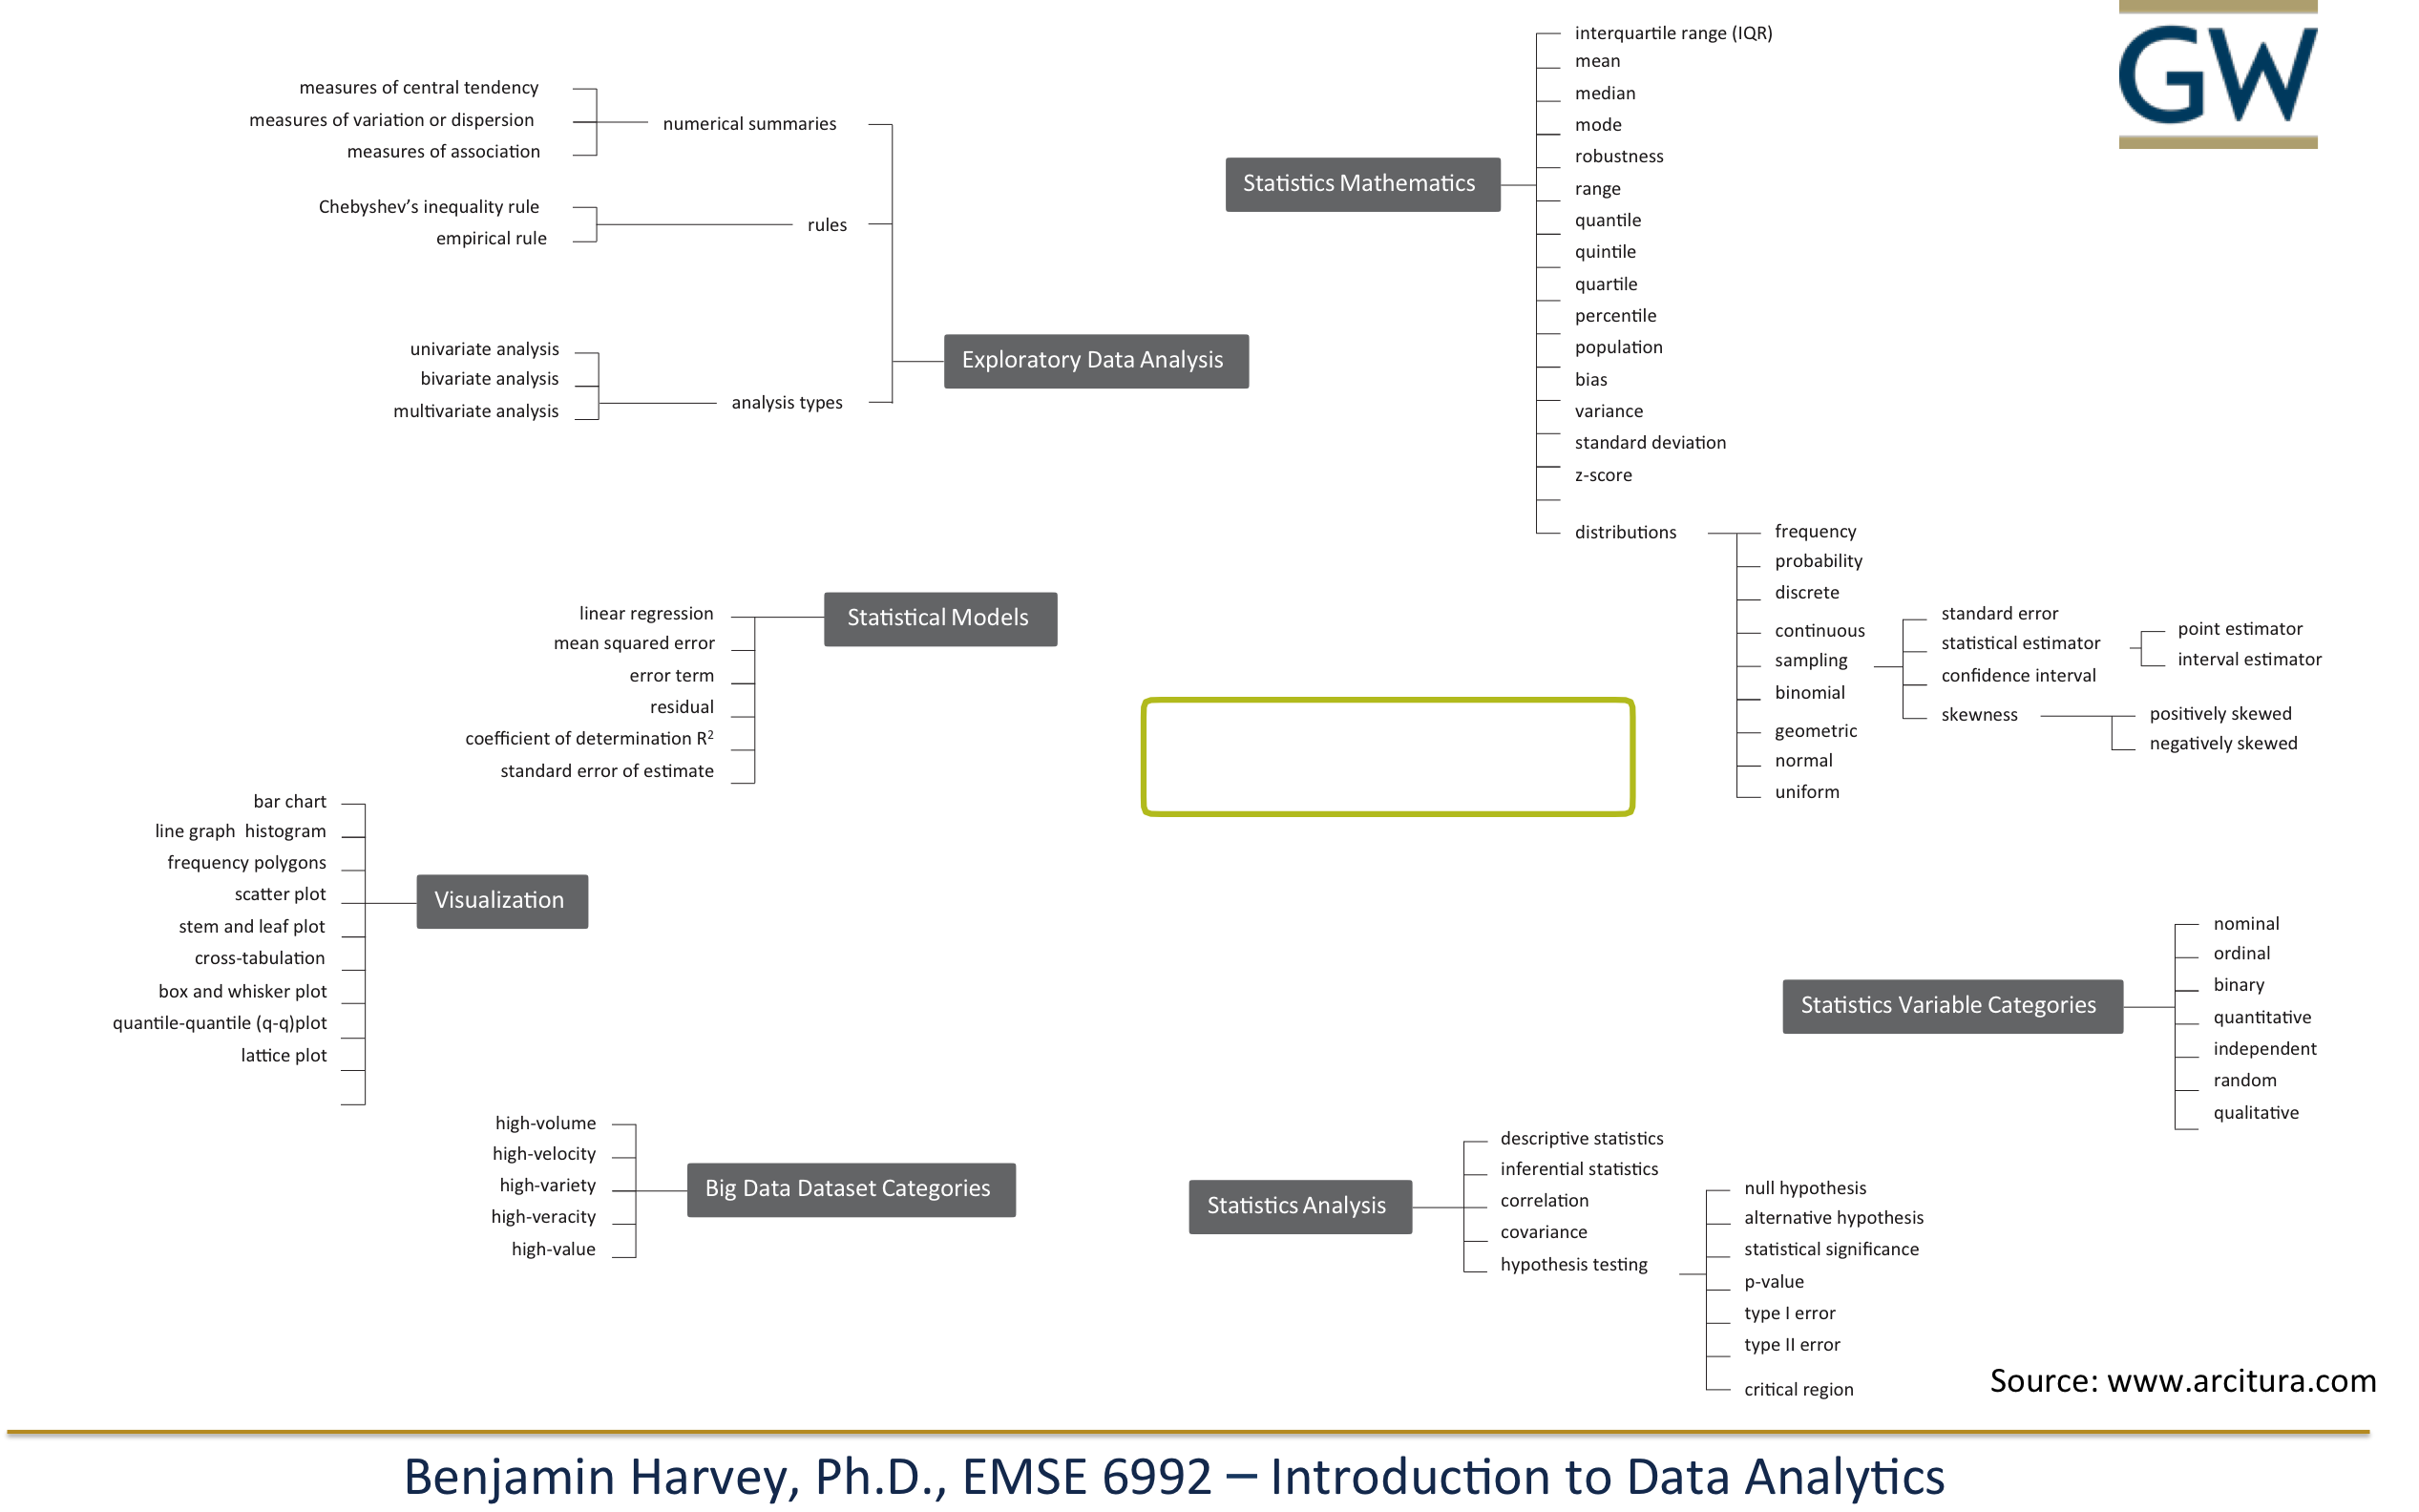 GW
measures of central tendency
measures of variation or dispersion
measures of association
numerical summaries
Chebyshev’s inequality rule
empirical rule
rules
univariate analysis
bivariate analysis
multivariate analysis
analysis types
Exploratory Data Analysis
Statistics Mathematics
interquartile range (IQR)
mean
median
mode
robustness
range
quantile
quintile
quartile
percentile
population
bias
variance
standard deviation
z-score
distributions
frequency
probability
discrete
continuous
sampling
binomial
geometric
normal
uniform
standard error
statistical estimator
confidence interval
skewness
point estimator
interval estimator
positively skewed
negatively skewed
linear regression
mean squared error
error term
residual
coefficient of determination R²
standard error of estimate
Statistical Models
bar chart
line graph  histogram
frequency polygons
scatter plot
stem and leaf plot
cross-tabulation
box and whisker plot
quantile-quantile (q-q)plot
lattice plot
Visualization
Statistics Variable Categories
nominal
ordinal
binary
quantitative
independent
random
qualitative
high-volume
high-velocity
high-variety
high-veracity
high-value
Big Data Dataset Categories
Statistics Analysis
descriptive statistics
inferential statistics
correlation
covariance
hypothesis testing
null hypothesis
alternative hypothesis
statistical significance
p-value
type I error
type II error
critical region
Source: www.arcitura.com
Benjamin Harvey, Ph.D., EMSE 6992 – Introduction to Data Analytics